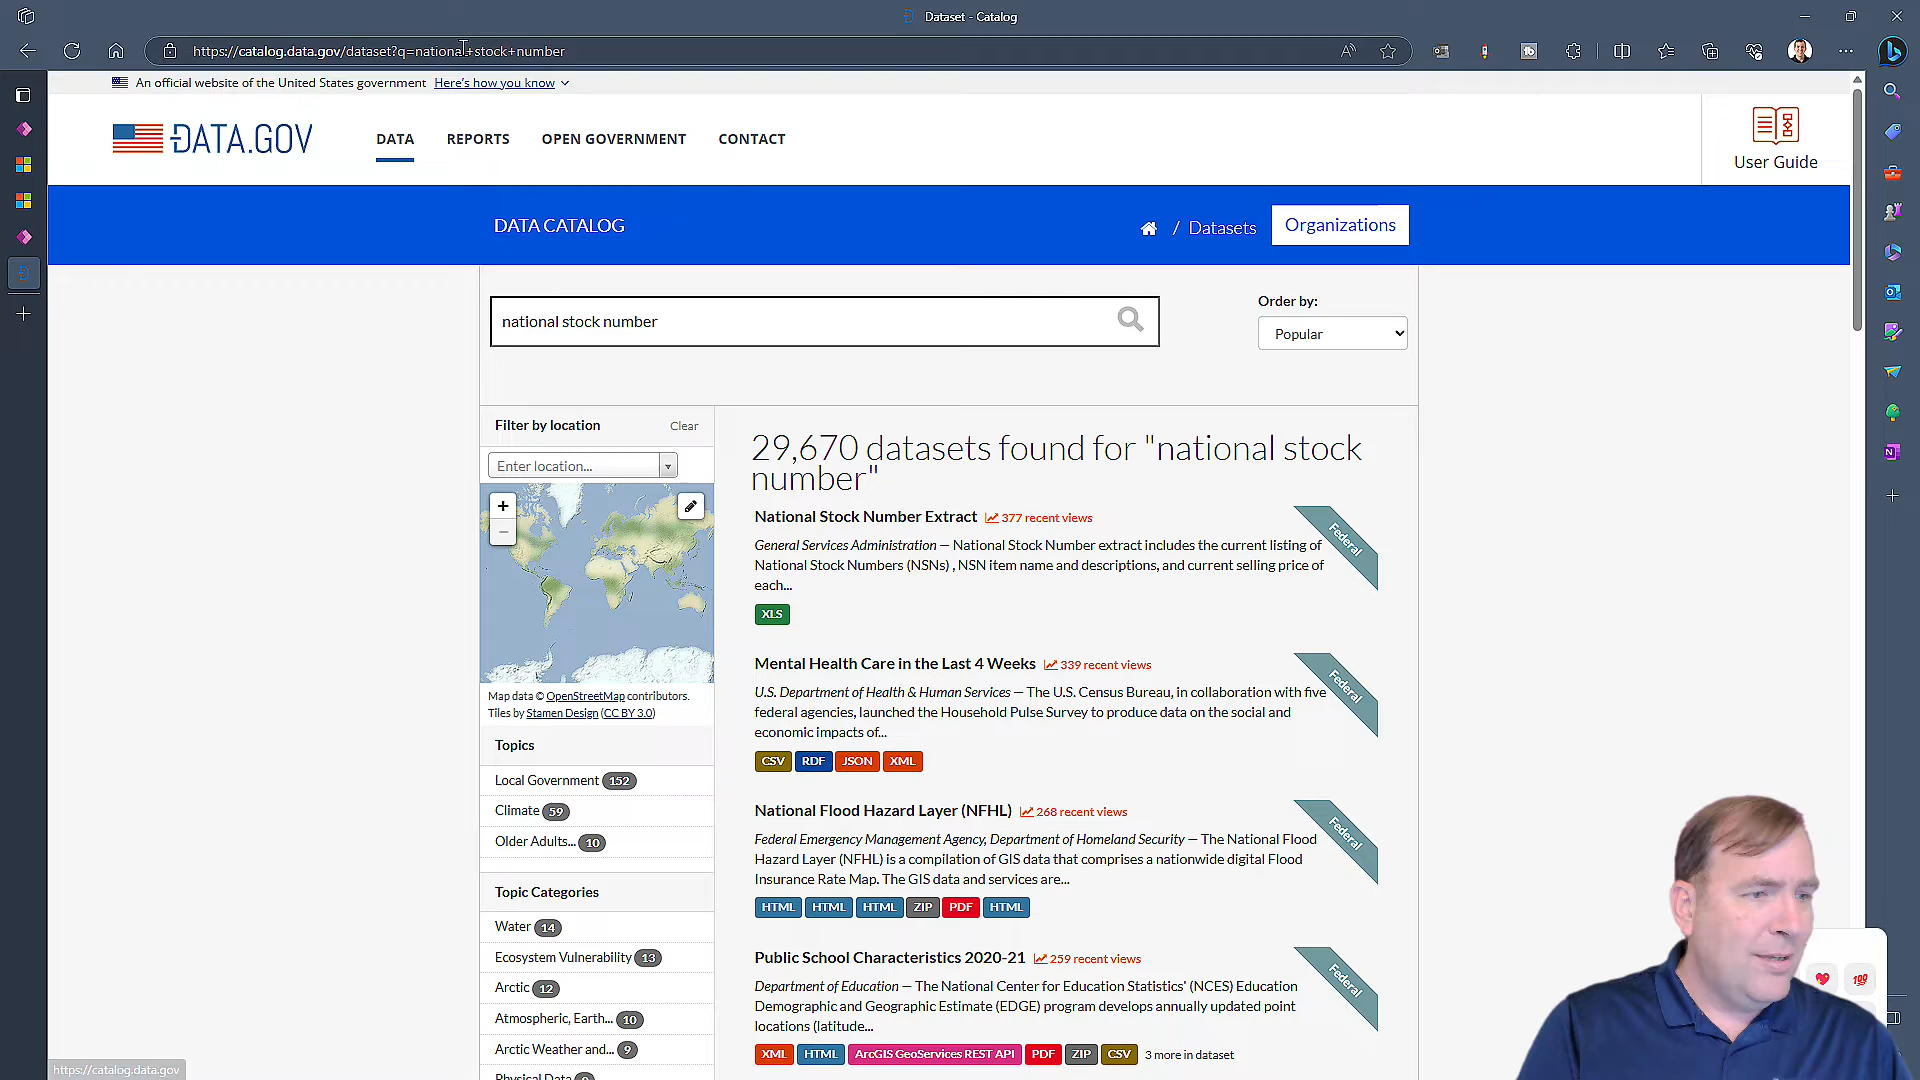 Dataset - Catalog
https://catalog.data.gov/dataset?q=national+stock+number
An official website of the United States government Here's how you know
DATA.GOV
DATA
REPORTS
OPEN GOVERNMENT
CONTACT
User Guide
DATA CATALOG
/ Datasets
Organizations
national stock number
Order by:
Popular
Filter by location
Clear
Enter location...
+
−
Map data © OpenStreetMap contributors.
Tiles by Stamen Design (CC BY 3.0)
Topics
Local Government 152
Climate 59
Older Adults... 10
Topic Categories
Water 14
Ecosystem Vulnerability 13
Arctic 12
Atmospheric, Earth... 10
Arctic Weather and... 9
Physical Data
https://catalog.data.gov
29,670 datasets found for "national stock
number"
National Stock Number Extract 377 recent views
Federal
General Services Administration — National Stock Number extract includes the current listing of
National Stock Numbers (NSNs) , NSN item name and descriptions, and current selling price of
each...
XLS
Mental Health Care in the Last 4 Weeks 339 recent views
Federal
U.S. Department of Health & Human Services — The U.S. Census Bureau, in collaboration with five
federal agencies, launched the Household Pulse Survey to produce data on the social and
economic impacts of...
CSV RDF JSON XML
National Flood Hazard Layer (NFHL) 268 recent views
Federal
Federal Emergency Management Agency, Department of Homeland Security — The National Flood
Hazard Layer (NFHL) is a compilation of GIS data that comprises a nationwide digital Flood
Insurance Rate Map. The GIS data and services are...
HTML HTML HTML ZIP PDF HTML
Public School Characteristics 2020-21 259 recent views
Federal
Department of Education — The National Center for Education Statistics' (NCES) Education
Demographic and Geographic Estimate (EDGE) program develops annually updated point
locations (latitude...
XML HTML ArcGIS GeoServices REST API PDF ZIP CSV 3 more in dataset
100